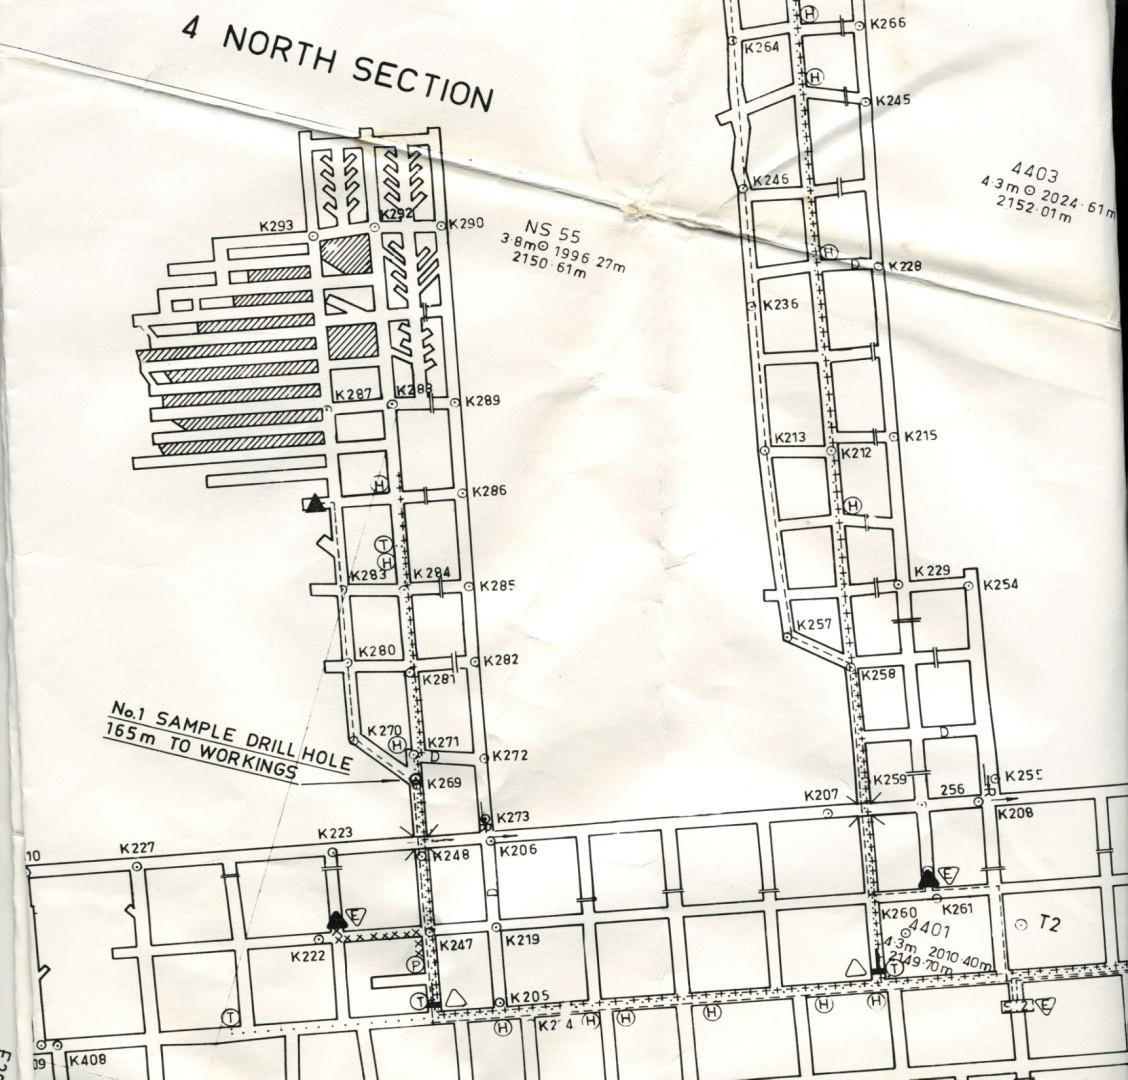 4 NORTH SECTION
H
K266
K264
H
K245
4403
4·3m 2024·61m
2152·01m
K246
K293
K292
K290
NS 55
3·8m 1996·27m
2150·61m
H
D
K228
K236
K287
K288
K289
K213
K212
K215
H
K286
H
T
H
K283
K284
K285
K229
K254
K257
K280
K281
K282
K258
No.1 SAMPLE DRILL HOLE
165m TO WORKINGS
K270
H
K271
D
K272
D
K269
K259
K207
256
K255
K273
K208
K223
K227
10
K248
K206
D
E
E
K261
K260
4401
4·3m 2010·40m
2149·70m
T2
K222
K247
K219
P
T
T
K205
H
H
H
H
H
H
E
T
K408
09